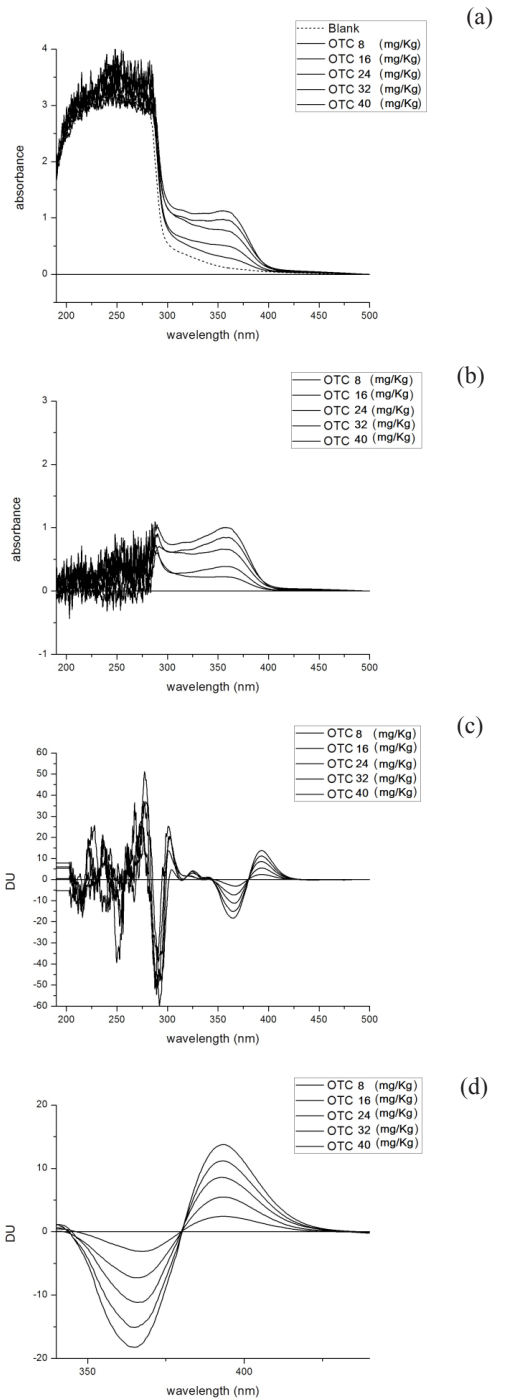 (a)
Blank
OTC 8 (mg/Kg)
OTC 16 (mg/Kg)
OTC 24 (mg/Kg)
OTC 32 (mg/Kg)
OTC 40 (mg/Kg)
4
3
2
1
0
absorbance
200 250 300 350 400 450 500
wavelength (nm)
(b)
OTC 8 (mg/Kg)
OTC 16 (mg/Kg)
OTC 24 (mg/Kg)
OTC 32 (mg/Kg)
OTC 40 (mg/Kg)
3
2
1
0
-1
absorbance
200 250 300 350 400 450 500
wavelength (nm)
(c)
OTC 8 (mg/Kg)
OTC 16 (mg/Kg)
OTC 24 (mg/Kg)
OTC 32 (mg/Kg)
OTC 40 (mg/Kg)
60
50
40
30
20
10
0
-10
-20
-30
-40
-50
-60
DU
200 250 300 350 400 450 500
wavelength (nm)
(d)
OTC 8 (mg/Kg)
OTC 16 (mg/Kg)
OTC 24 (mg/Kg)
OTC 32 (mg/Kg)
OTC 40 (mg/Kg)
20
10
0
-10
-20
DU
350 400
wavelength (nm)